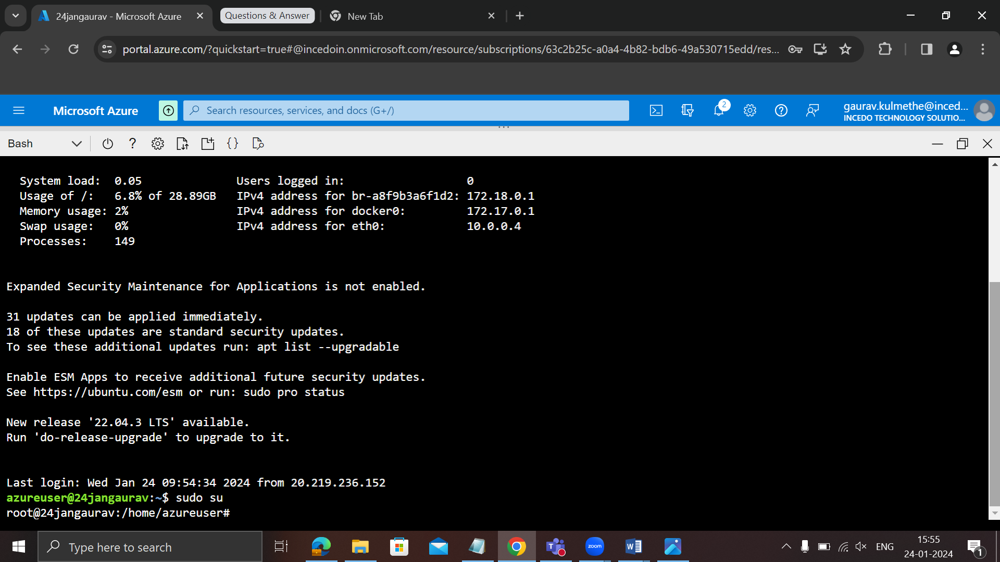 24jangaurav - Microsoft Azure
Questions & Answer
New Tab
portal.azure.com/?quickstart=true#@incedoin.onmicrosoft.com/resource/subscriptions/63c2b25c-a0a4-4b82-bdb6-49a530715edd/res...
Microsoft Azure
Search resources, services, and docs (G+/)
2
gaurav.kulmethe@inced...
INCEDO TECHNOLOGY SOLUTIO...
Bash
System load: 0.05 Users logged in: 0
Usage of /: 6.8% of 28.89GB IPv4 address for br-a8f9b3a6f1d2: 172.18.0.1
Memory usage: 2% IPv4 address for docker0: 172.17.0.1
Swap usage: 0% IPv4 address for eth0: 10.0.0.4
Processes: 149
Expanded Security Maintenance for Applications is not enabled.
31 updates can be applied immediately.
18 of these updates are standard security updates.
To see these additional updates run: apt list --upgradable
Enable ESM Apps to receive additional future security updates.
See https://ubuntu.com/esm or run: sudo pro status
New release '22.04.3 LTS' available.
Run 'do-release-upgrade' to upgrade to it.
Last login: Wed Jan 24 09:54:34 2024 from 20.219.236.152
azureuser@24jangaurav:~$ sudo su
root@24jangaurav:/home/azureuser#
Type here to search
zoom
ENG
15:55
24-01-2024
1